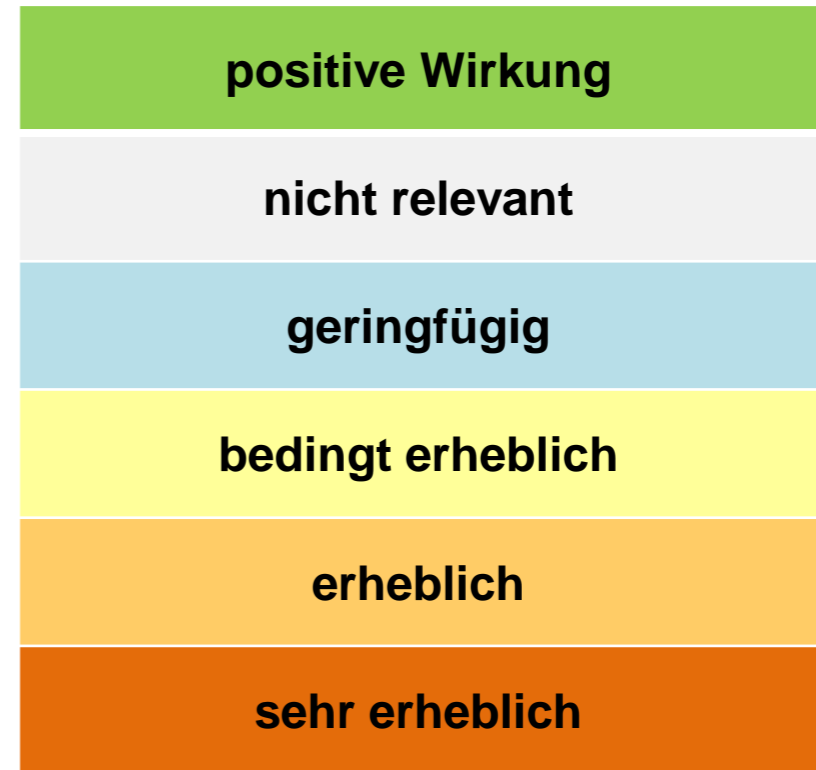 positive Wirkung
nicht relevant
geringfügig
bedingt erheblich
erheblich
sehr erheblich